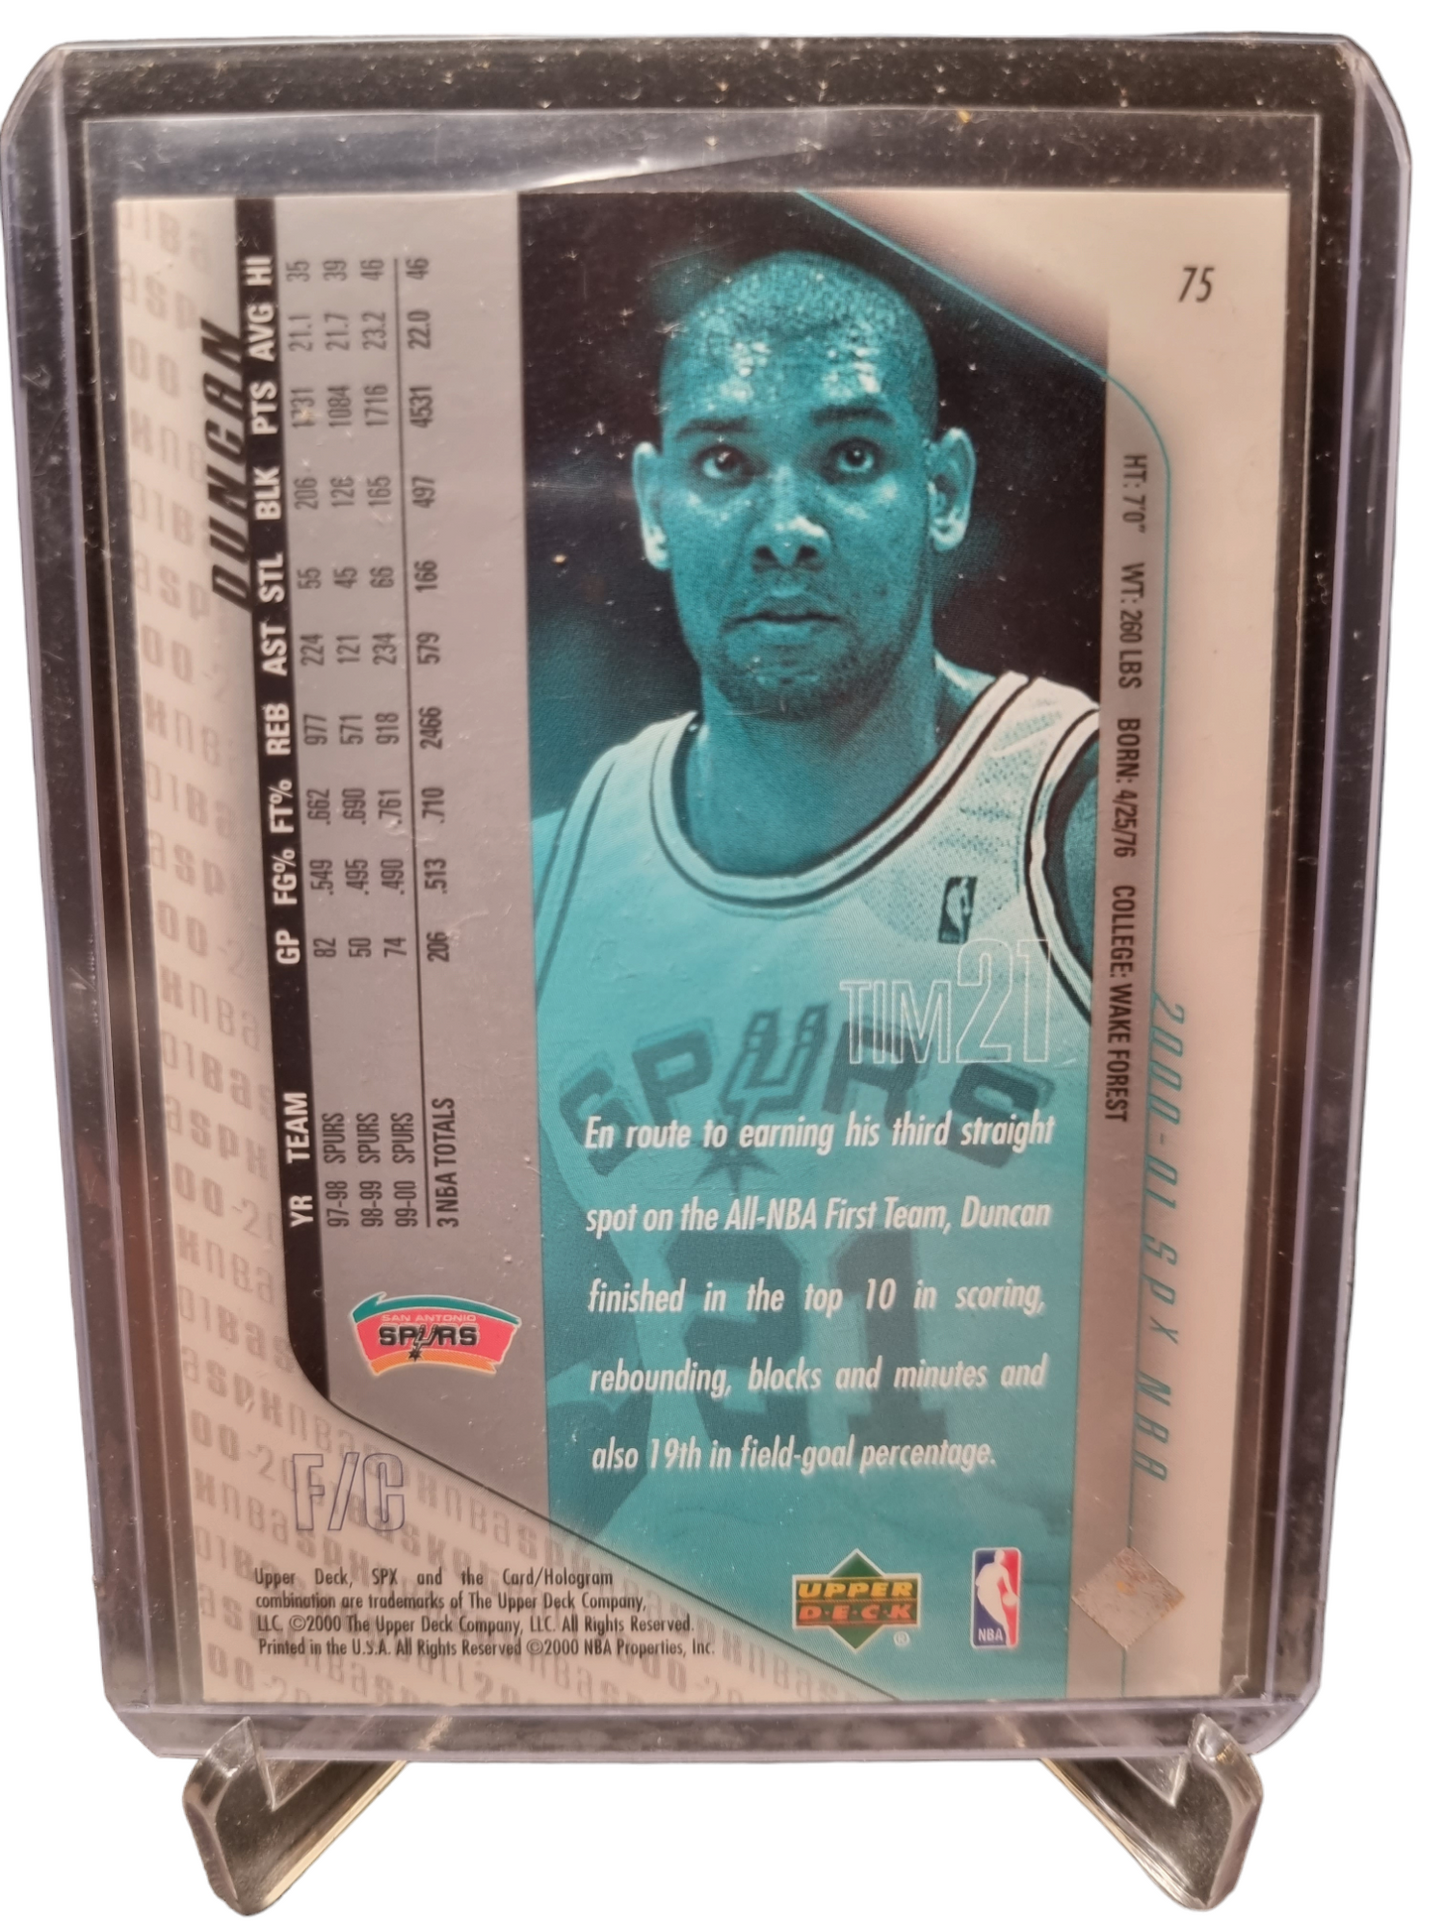 75
DUNCAN
YR TEAM GP FG% FT% REB AST STL BLK PTS AVG HI
97-98 SPURS 82 .549 .662 977 224 55 206 1731 21.1 35
98-99 SPURS 50 .495 .690 571 121 45 126 1084 21.7 39
99-00 SPURS 74 .490 .761 918 234 66 165 1716 23.2 46
3 NBA TOTALS 206 .513 .710 2466 579 166 497 4531 22.0 46
HT: 7'0" WT: 260 LBS BORN: 4/25/76 COLLEGE: WAKE FOREST
2000-01 SPX NBA
TIM 21
SPURS
21
En route to earning his third straight
spot on the All-NBA First Team, Duncan
finished in the top 10 in scoring,
rebounding, blocks and minutes and
also 19th in field-goal percentage.
SAN ANTONIO
SPURS
F/C
Upper Deck, SPX and the Card/Hologram
combination are trademarks of The Upper Deck Company,
LLC. ©2000 The Upper Deck Company, LLC. All Rights Reserved.
Printed in the U.S.A. All Rights Reserved ©2000 NBA Properties, Inc.
UPPER
D·E·C·K
®
NBA